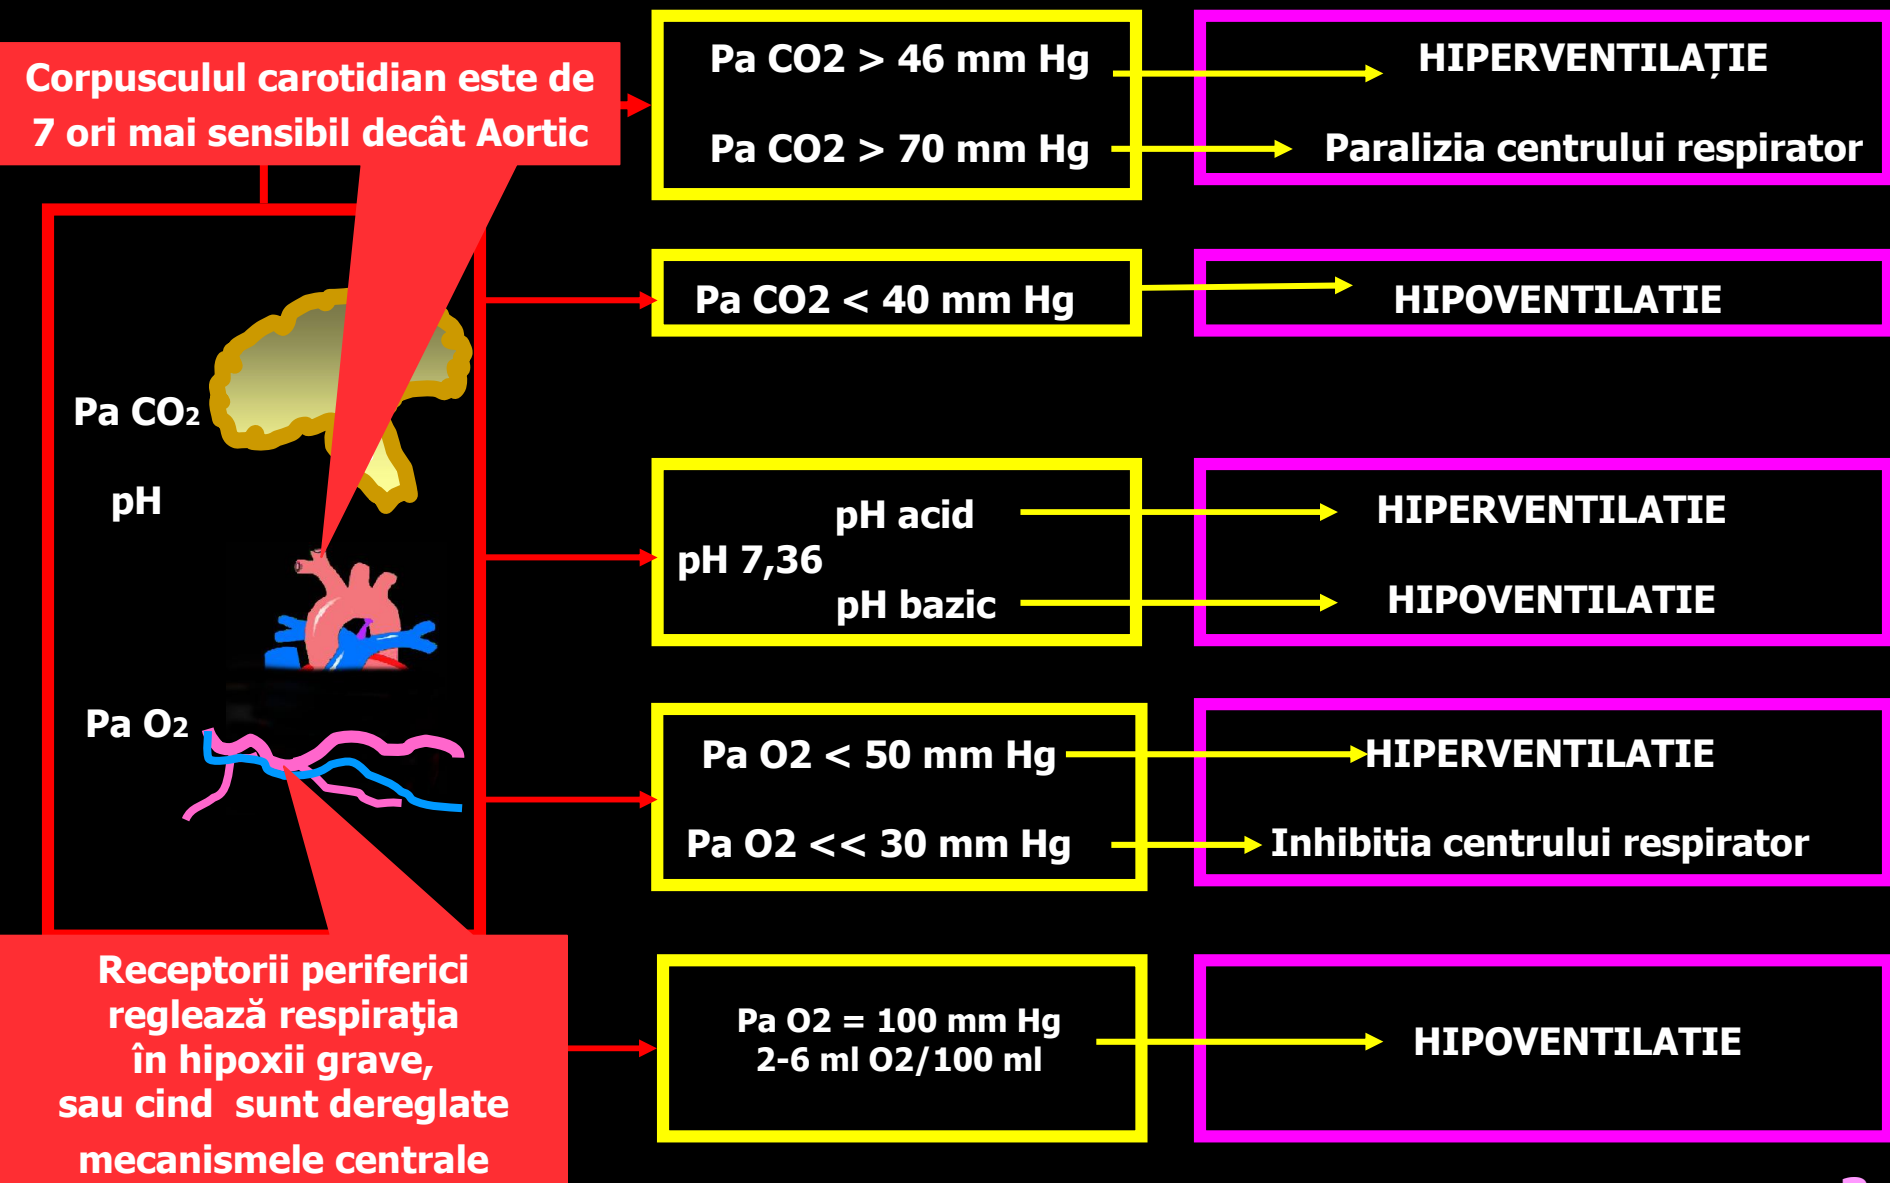 Corpusculul carotidian este de
7 ori mai sensibil decât Aortic
Pa CO2 > 46 mm Hg
HIPERVENTILAȚIE
Pa CO2 > 70 mm Hg
Paralizia centrului respirator
Pa CO2 < 40 mm Hg
HIPOVENTILATIE
Pa CO₂
pH
pH acid
HIPERVENTILATIE
pH 7,36
pH bazic
HIPOVENTILATIE
Pa O₂
Pa O2 < 50 mm Hg
HIPERVENTILATIE
Pa O2 << 30 mm Hg
Inhibitia centrului respirator
Receptorii periferici
reglează respiraţia
în hipoxii grave,
sau cind sunt dereglate
mecanismele centrale
Pa O2 = 100 mm Hg
2-6 ml O2/100 ml
HIPOVENTILATIE